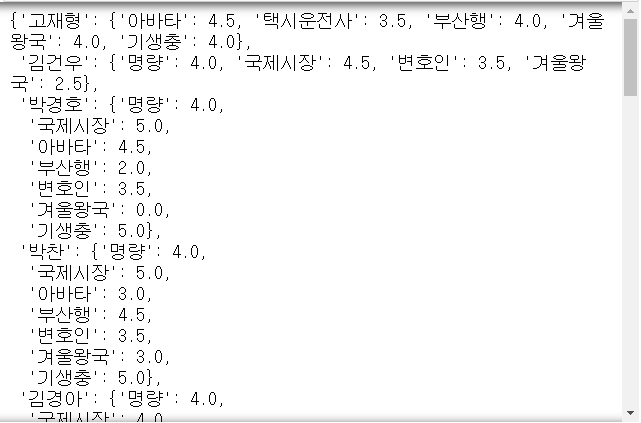 {'고재형': {'아바타': 4.5, '택시운전사': 3.5, '부산행': 4.0, '겨울
왕국': 4.0, '기생충': 4.0},
'김건우': {'명량': 4.0, '국제시장': 4.5, '변호인': 3.5, '겨울왕
국': 2.5},
'박경호': {'명량': 4.0,
'국제시장': 5.0,
'아바타': 4.5,
'부산행': 2.0,
'변호인': 3.5,
'겨울왕국': 0.0,
'기생충': 5.0},
'박찬': {'명량': 4.0,
'국제시장': 5.0,
'아바타': 3.0,
'부산행': 4.5,
'변호인': 3.5,
'겨울왕국': 3.0,
'기생충': 5.0},
'김경아': {'명량': 4.0,
'국제시장': 4.0